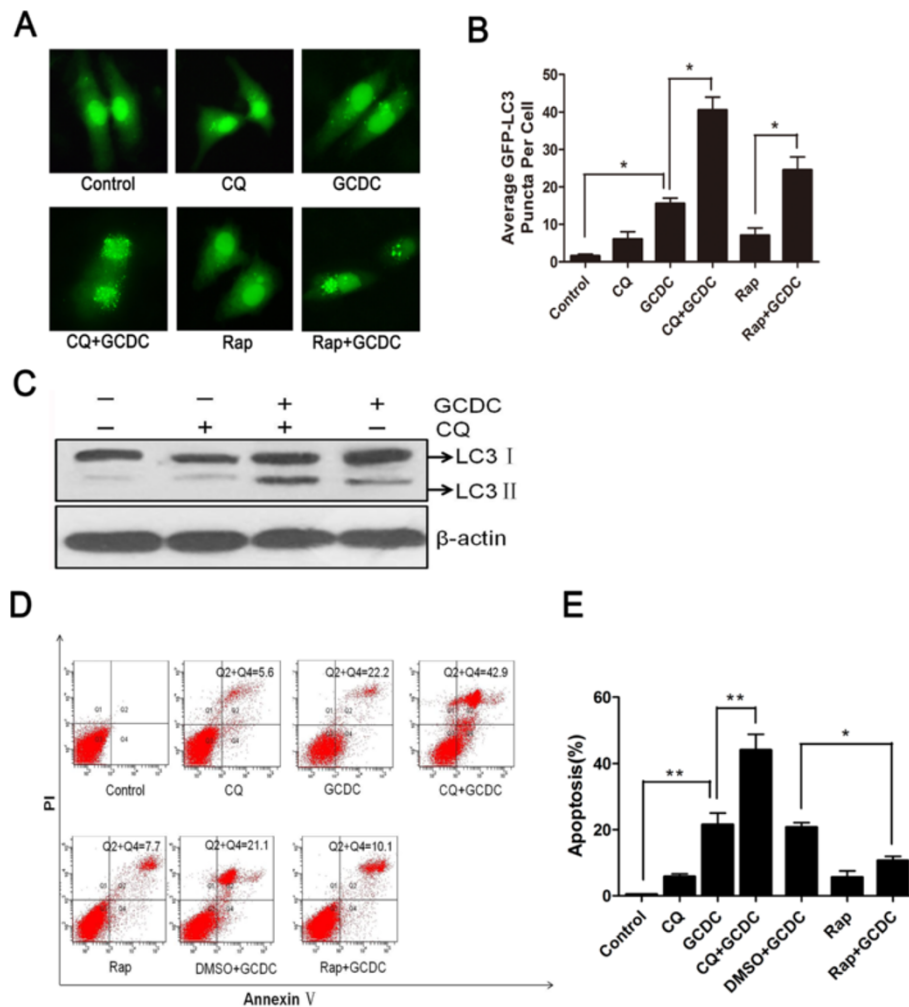 A
Control CQ GCDC
CQ+GCDC Rap Rap+GCDC
B
Average GFP-LC3
Puncta Per Cell
50
40
30
20
10
0
* * *
Control CQ GCDC CQ+GCDC Rap Rap+GCDC
C
− − + + GCDC
− + + − CQ
LC3 Ⅰ
LC3 Ⅱ
β-actin
D
Q2+Q4=5.6 Q2+Q4=22.2 Q2+Q4=42.9
Control CQ GCDC CQ+GCDC
PI
Q2+Q4=7.7 Q2+Q4=21.1 Q2+Q4=10.1
Rap DMSO+GCDC Rap+GCDC
Annexin Ⅴ
E
Apoptosis(%)
60
40
20
0
** ** *
Control CQ GCDC CQ+GCDC DMSO+GCDC Rap Rap+GCDC